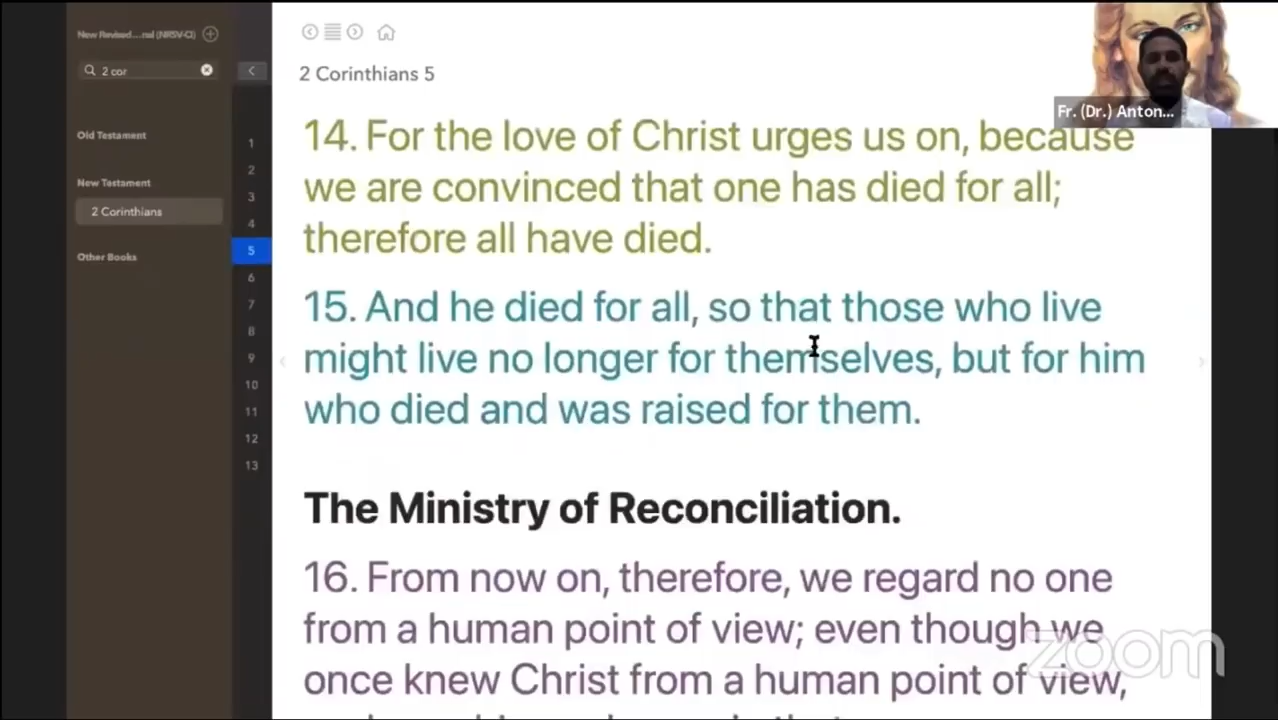 New Revised....nal (NRSV-CI)
2 cor
Old Testament
New Testament
2 Corinthians
Other Books
1
2
3
4
5
6
7
8
9
10
11
12
13
2 Corinthians 5
14. For the love of Christ urges us on, because
we are convinced that one has died for all;
therefore all have died.
15. And he died for all, so that those who live
might live no longer for themselves, but for him
who died and was raised for them.
The Ministry of Reconciliation.
16. From now on, therefore, we regard no one
from a human point of view; even though we
once knew Christ from a human point of view,
Fr. (Dr.) Anton...
zoom